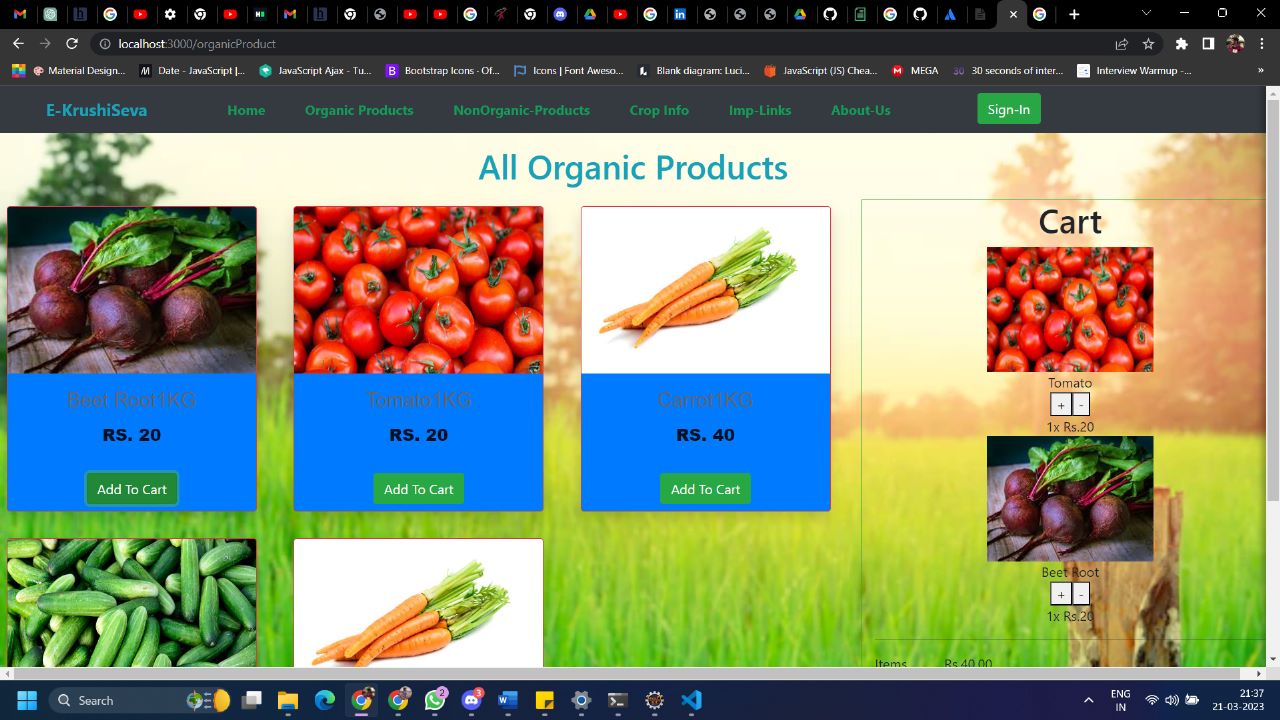 localhost:3000/organicProduct
Material Design...
Date - JavaScript |...
JavaScript Ajax - Tu...
Bootstrap Icons · Of...
Icons | Font Aweso...
Blank diagram: Luci...
JavaScript (JS) Chea...
MEGA
30 seconds of inter...
Interview Warmup -...
»
E-KrushiSeva
Home
Organic Products
NonOrganic-Products
Crop Info
Imp-Links
About-Us
Sign-In
All Organic Products
Beet Root1KG
RS. 20
Add To Cart
Tomato1KG
RS. 20
Add To Cart
Carrot1KG
RS. 40
Add To Cart
Cart
Tomato
+ -
1x Rs.20
Beet Root
+ -
1x Rs.20
Items Rs.40.00
Search
2
3
ENG
IN
21:37
21-03-2023